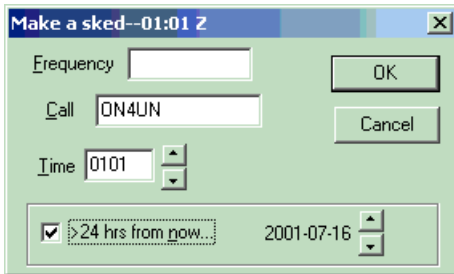 Make a sked--01:01 Z
Frequency
OK
Call ON4UN
Cancel
Time 0101
>24 hrs from now... 2001-07-16